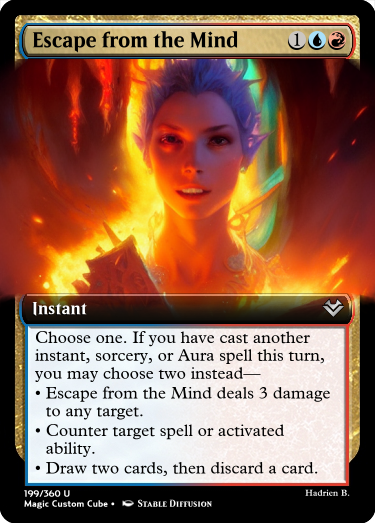 Escape from the Mind 1
Instant
Choose one. If you have cast another
instant, sorcery, or Aura spell this turn,
you may choose two instead—
• Escape from the Mind deals 3 damage
to any target.
• Counter target spell or activated
ability.
• Draw two cards, then discard a card.
199/360 U Hadrien B.
Magic Custom Cube • Stable Diffusion